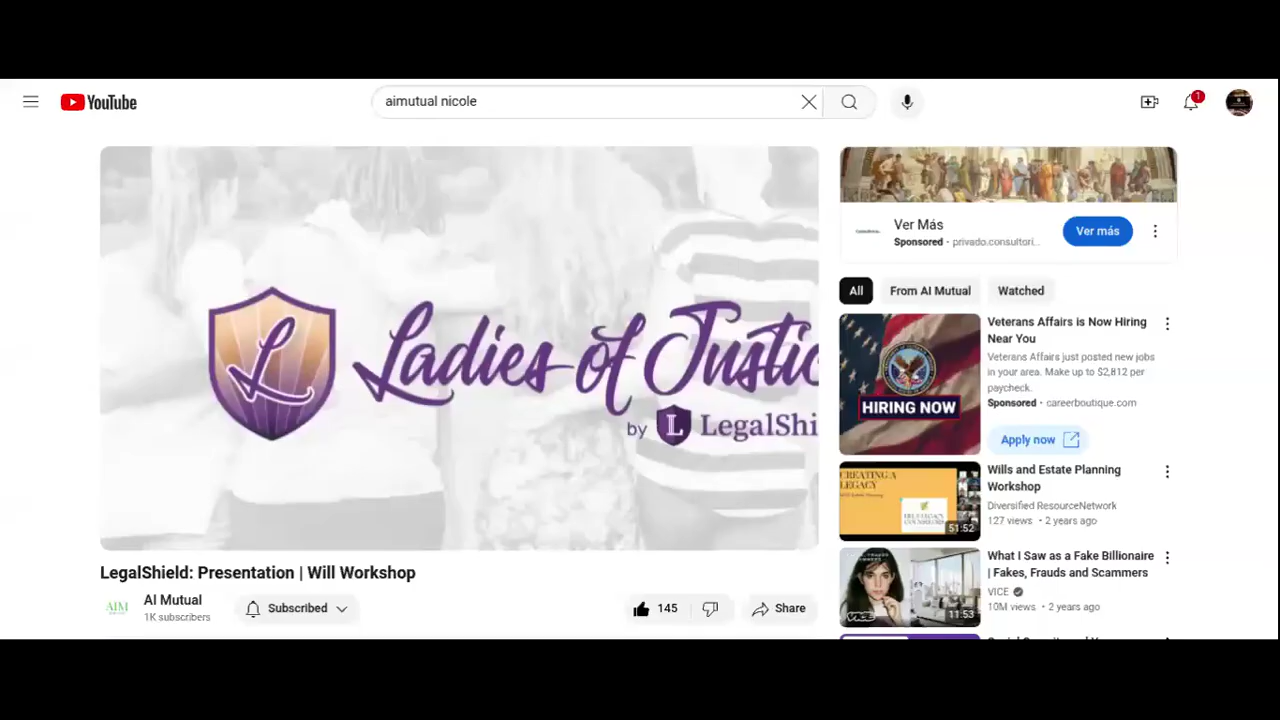 YouTube
aimutual nicole
1
L Ladies of Justic
by L LegalShi
LegalShield: Presentation | Will Workshop
AIM
AI Mutual
1K subscribers
Subscribed
145
Share
Ver Más
Sponsored • privado.consultori...
Ver más
All
From AI Mutual
Watched
HIRING NOW
Veterans Affairs is Now Hiring
Near You
Veterans Affairs just posted new jobs
in your area. Make up to $2,812 per
paycheck.
Sponsored • careerboutique.com
Apply now
CREATING A
LEGACY
51:52
Wills and Estate Planning
Workshop
Diversified ResourceNetwork
127 views • 2 years ago
VICE
11:53
What I Saw as a Fake Billionaire
| Fakes, Frauds and Scammers
VICE
10M views • 2 years ago